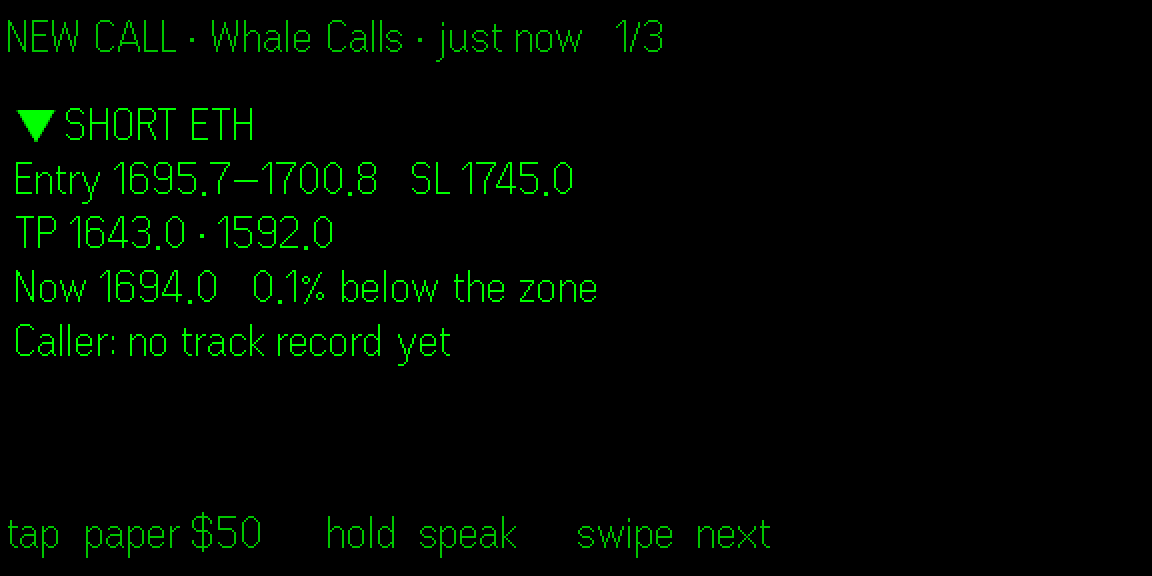 NEW CALL · Whale Calls · just now 1/3
▼ SHORT ETH
Entry 1695.7–1700.8 SL 1745.0
TP 1643.0 · 1592.0
Now 1694.0 0.1% below the zone
Caller: no track record yet
tap paper $50 hold speak swipe next